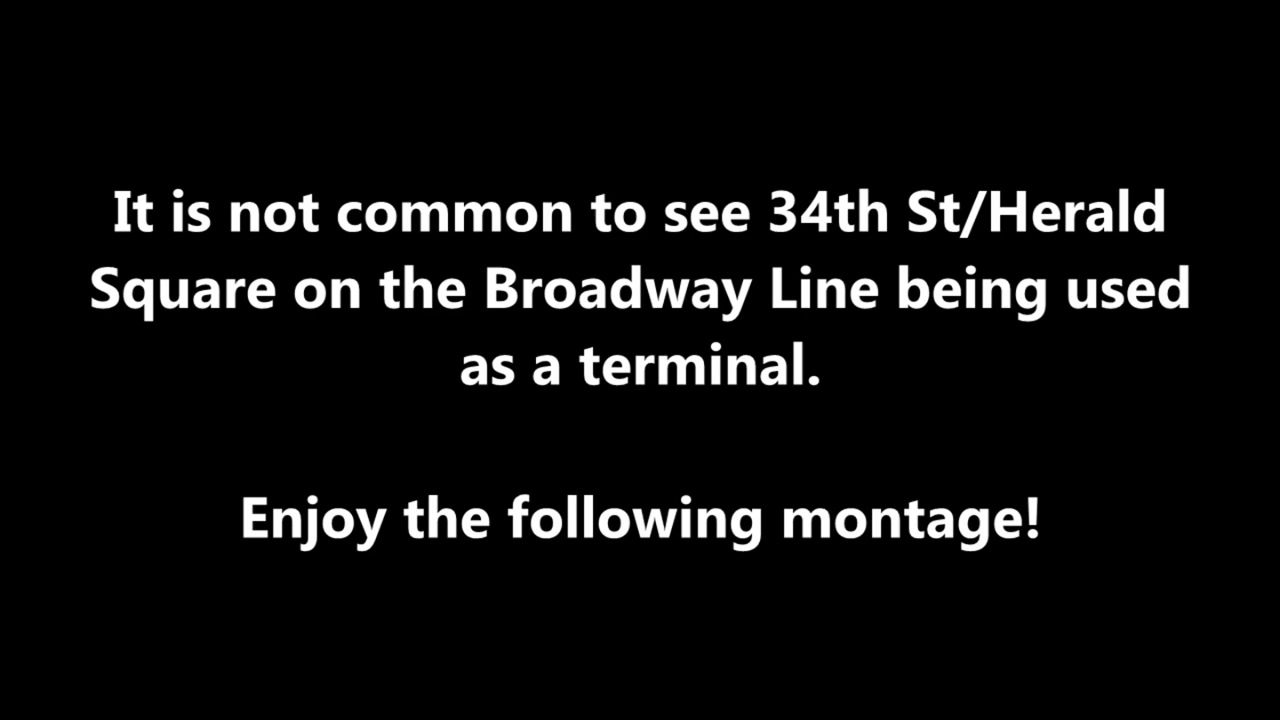 It is not common to see 34th St/Herald
Square on the Broadway Line being used
as a terminal.
Enjoy the following montage!